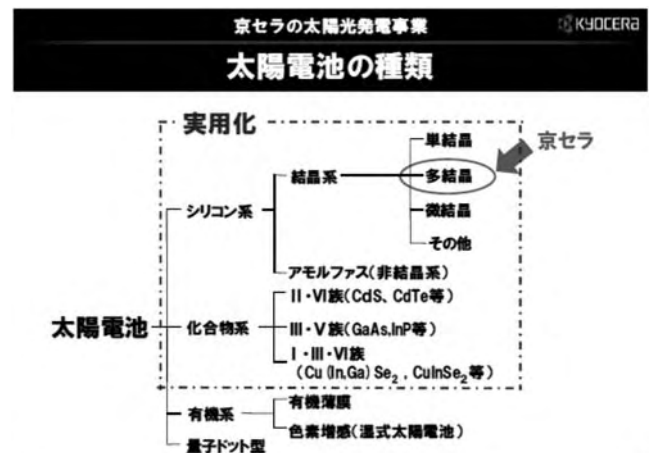 京セラの太陽光発電事業
KYOCERA
太陽電池の種類
実用化
単結晶
京セラ
結晶系
多結晶
シリコン系
微結晶
その他
アモルファス(非結晶系)
II・VI族(CdS、CdTe等)
太陽電池
化合物系
III・V族(GaAs,InP等)
I・III・VI族
(Cu(In,Ga)Se₂, CuInSe₂等)
有機系
有機薄膜
色素増感(湿式太陽電池)
量子ドット型